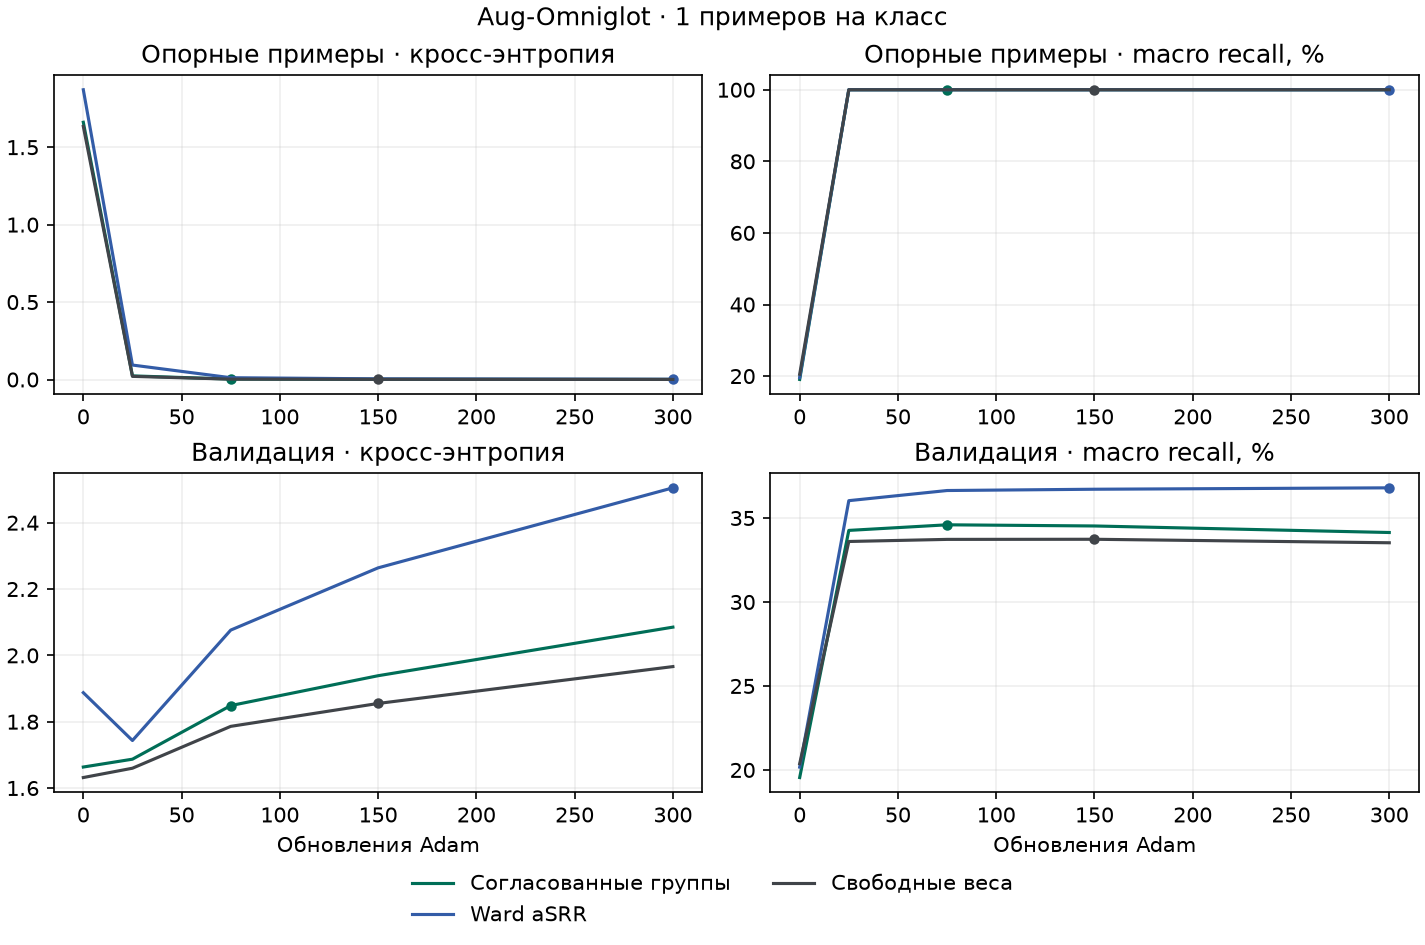 Aug-Omniglot · 1 примеров на класс
Опорные примеры · кросс-энтропия
1.5
1.0
0.5
0.0
0 50 100 150 200 250 300
Опорные примеры · macro recall, %
100
80
60
40
20
0 50 100 150 200 250 300
Валидация · кросс-энтропия
2.4
2.2
2.0
1.8
1.6
0 50 100 150 200 250 300
Обновления Adam
Валидация · macro recall, %
35
30
25
20
0 50 100 150 200 250 300
Обновления Adam
Согласованные группы
Ward aSRR
Свободные веса